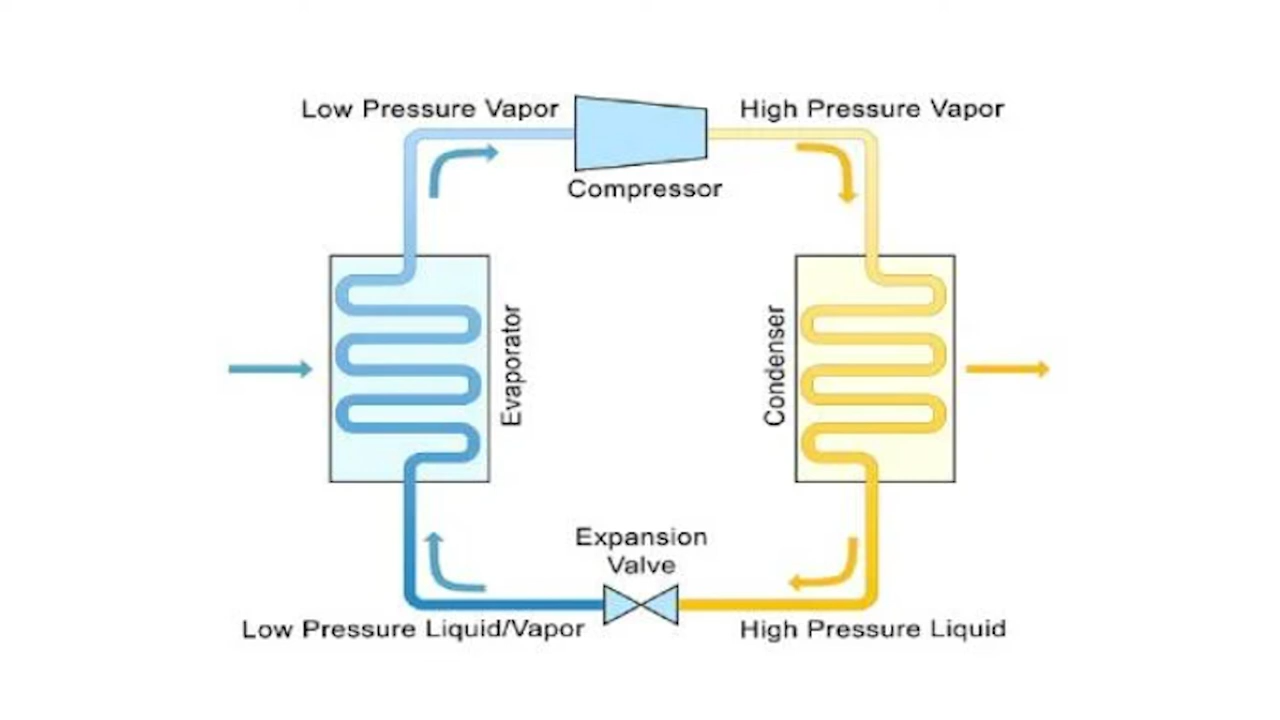 Low Pressure Vapor
High Pressure Vapor
Compressor
Evaporator
Condenser
Expansion
Valve
Low Pressure Liquid/Vapor
High Pressure Liquid